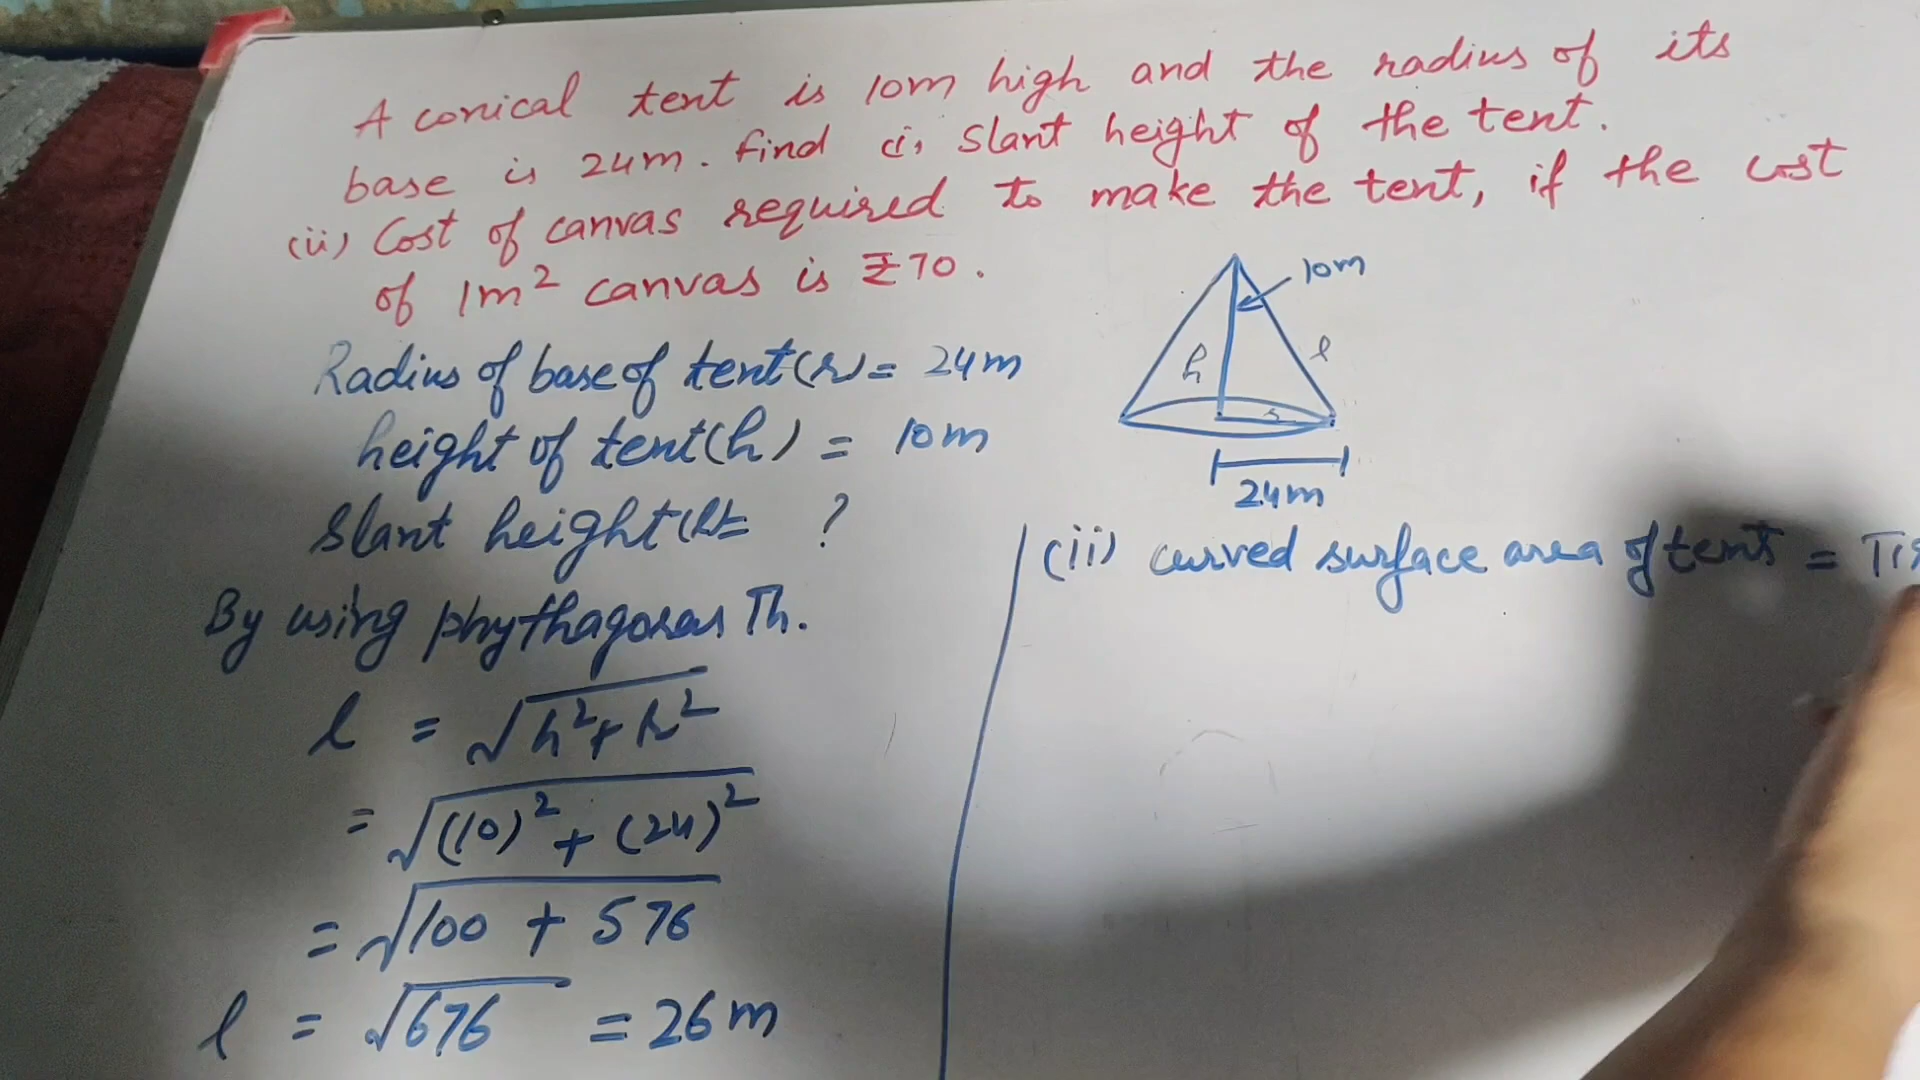 A conical tent is 10m high and the radius of its
base is 24m. find (i) Slant height of the tent.
(ii) Cost of canvas required to make the tent, if the cost
of 1m² canvas is ₹70.
10m
h
l
r
24m
Radius of base of tent (r) = 24m
height of tent (h) = 10m
Slant height (l) = ?
By using phythagoras Th.
l = √h²+r²
= √(10)²+(24)²
= √100 + 576
l = √676 = 26m
(ii) curved surface area of tent = πr